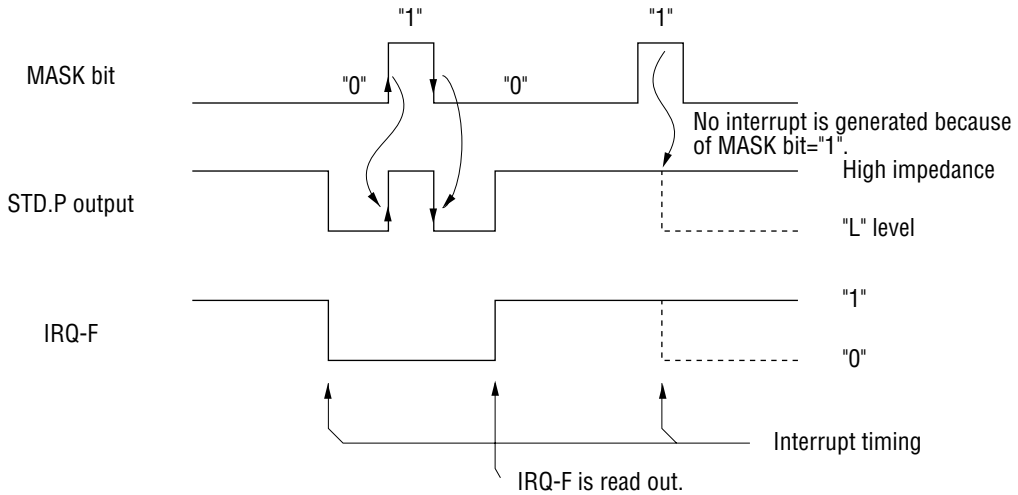 "1"
"1"
MASK bit
"0"
"0"
No interrupt is generated because
of MASK bit="1".
High impedance
STD.P output
"L" level
"1"
IRQ-F
"0"
Interrupt timing
IRQ-F is read out.